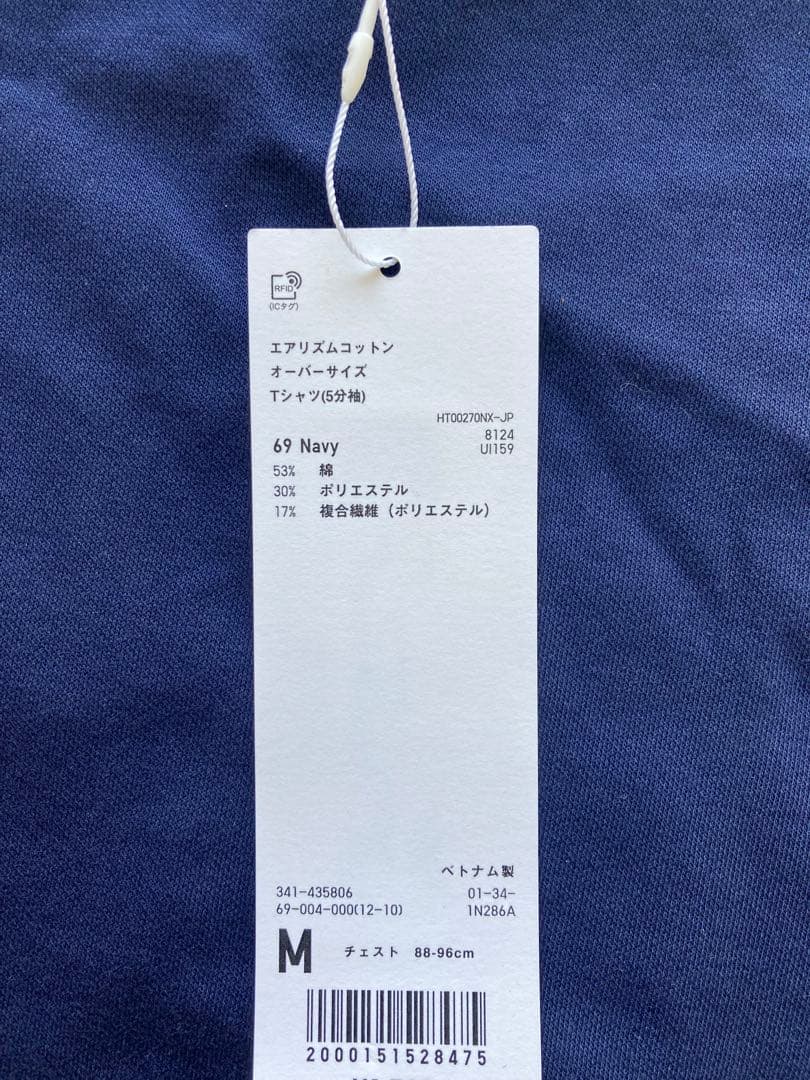 RFID
(ICタグ)
エアリズムコットン
オーバーサイズ
Tシャツ(5分袖)
HT00270NX-JP
8124
UI159
69 Navy
53% 綿
30% ポリエステル
17% 複合繊維（ポリエステル）
ベトナム製
341-435806 01-34-
69-004-000(12-10) 1N286A
M チェスト 88-96cm
2000151528475